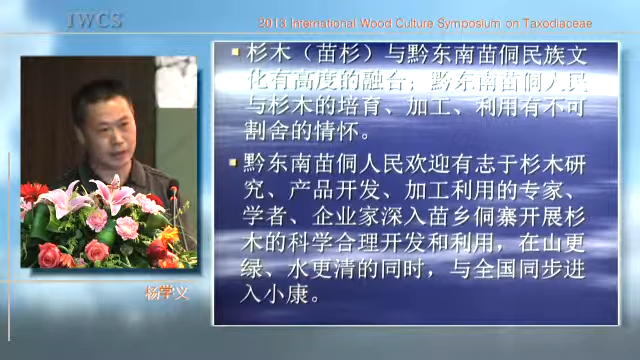 IWCS
2013 International Wood Culture Symposium on Taxodiaceae
杉木（苗杉）与黔东南苗侗民族文
化有高度的融合；黔东南苗侗人民
与杉木的培育、加工、利用有不可
割舍的情怀。
黔东南苗侗人民欢迎有志于杉木研
究、产品开发、加工利用的专家、
学者、企业家深入苗乡侗寨开展杉
木的科学合理开发和利用，在山更
绿、水更清的同时，与全国同步进
入小康。
杨学义